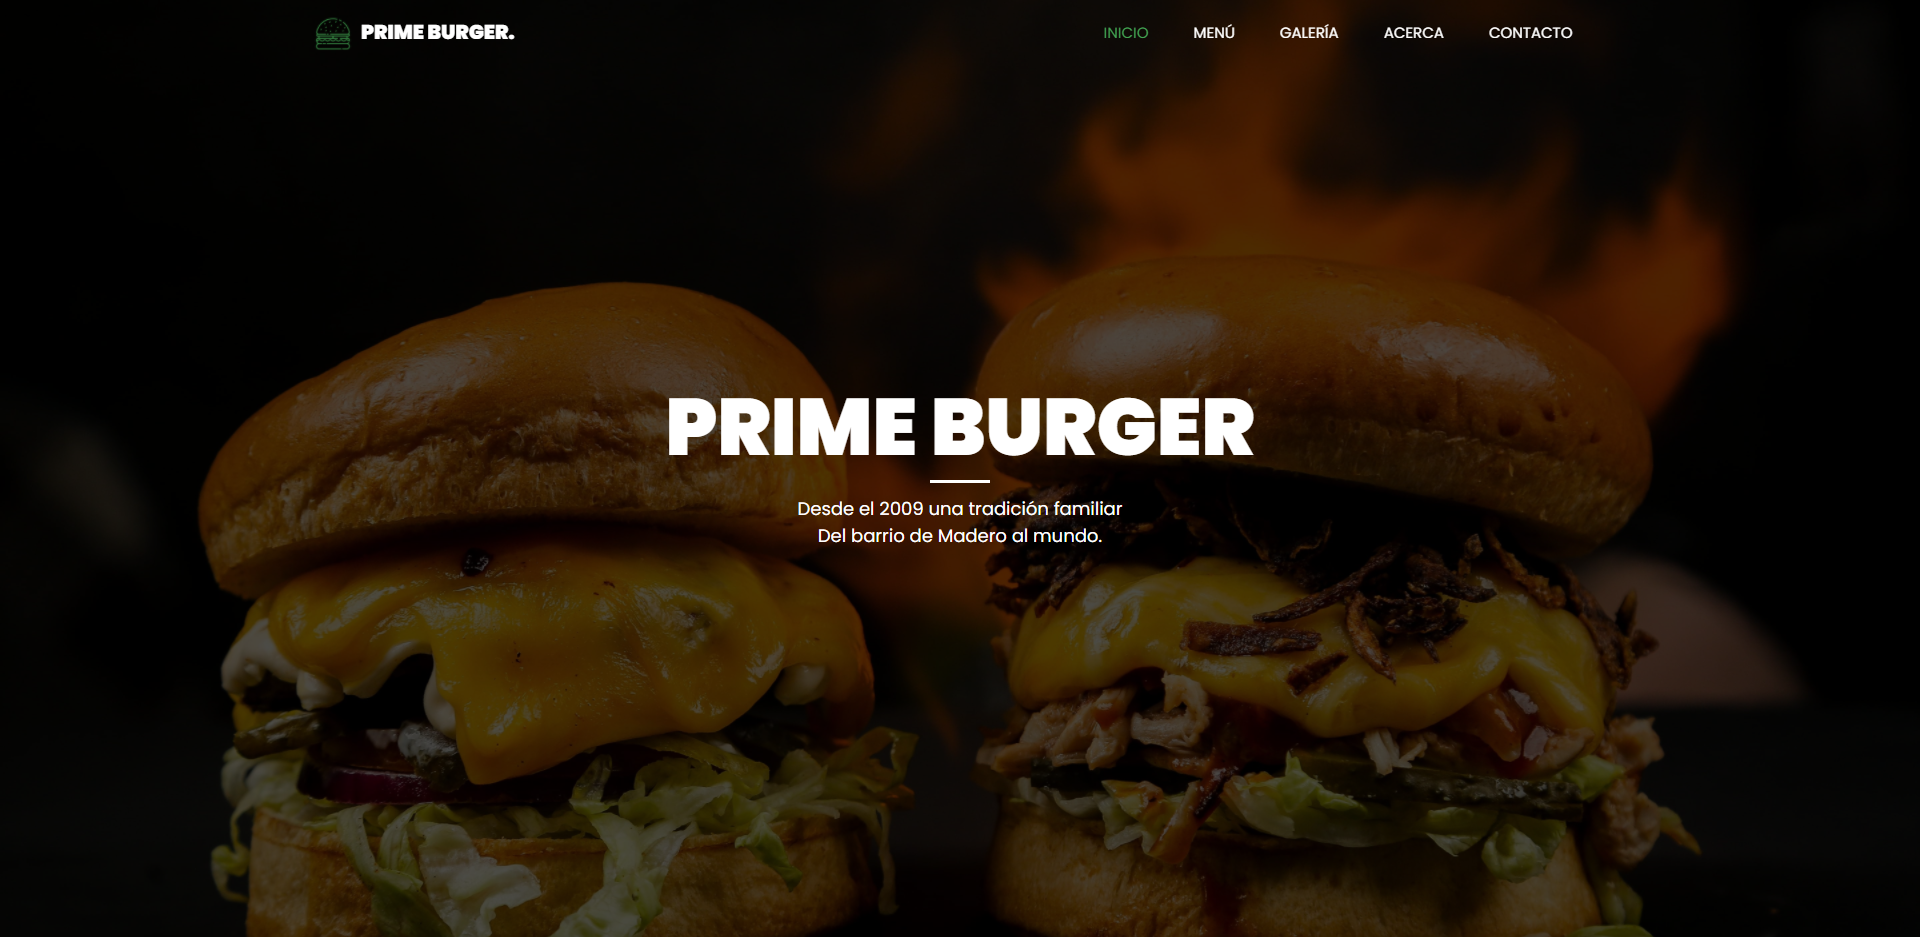 PRIME BURGER.
INICIO MENÚ GALERÍA ACERCA CONTACTO
PRIME BURGER
Desde el 2009 una tradición familiar
Del barrio de Madero al mundo.